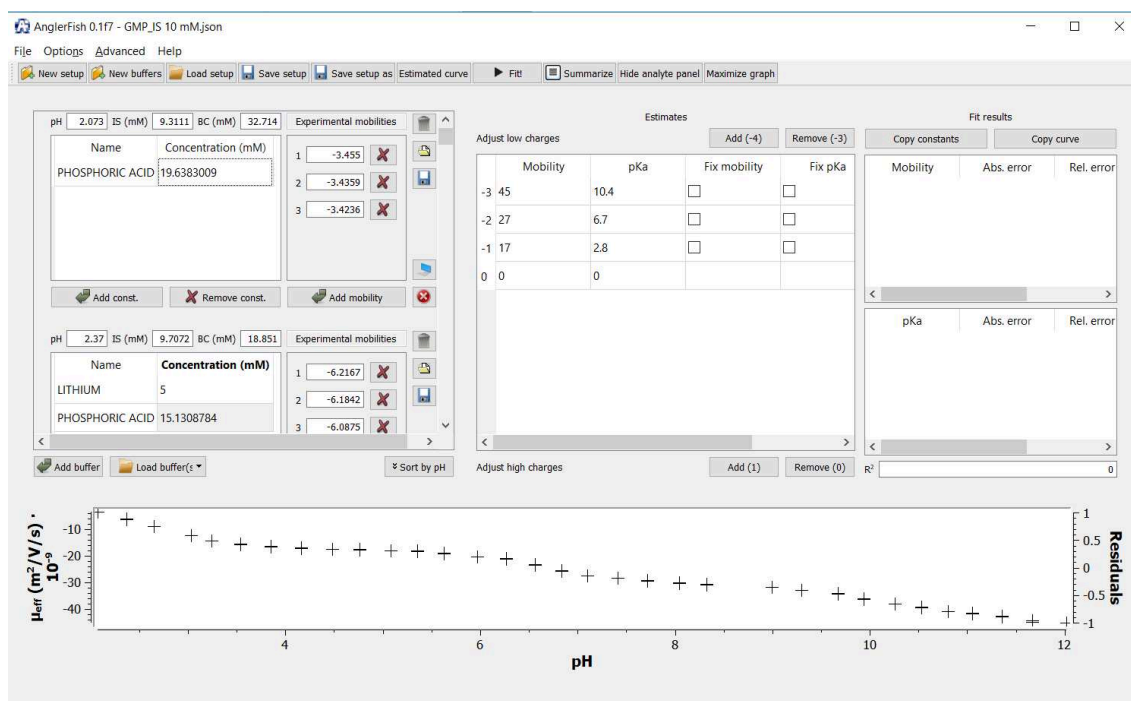 AnglerFish 0.1f7 - GMP_IS 10 mM.json
File Options Advanced Help
New setup New buffers Load setup Save setup Save setup as Estimated curve Fit! Summarize Hide analyte panel Maximize graph
pH 2.073 IS (mM) 9.3111 BC (mM) 32.714 Experimental mobilities
Name Concentration (mM)
PHOSPHORIC ACID 19.6383009
1 -3.455
2 -3.4359
3 -3.4236
Add const. Remove const. Add mobility
pH 2.37 IS (mM) 9.7072 BC (mM) 18.851 Experimental mobilities
Name Concentration (mM)
LITHIUM 5
PHOSPHORIC ACID 15.1308784
1 -6.2167
2 -6.1842
3 -6.0875
Add buffer Load buffer(s Sort by pH
Estimates
Adjust low charges Add (-4) Remove (-3)
Mobility pKa Fix mobility Fix pKa
-3 45 10.4
-2 27 6.7
-1 17 2.8
0 0 0
Adjust high charges Add (1) Remove (0)
Fit results
Copy constants Copy curve
Mobility Abs. error Rel. error
pKa Abs. error Rel. error
R² 0
μeff (m²/V/s) · 10⁻⁹
-10
-20
-30
-40
1
0.5
0
-0.5
-1
Residuals
4 6 8 10 12
pH